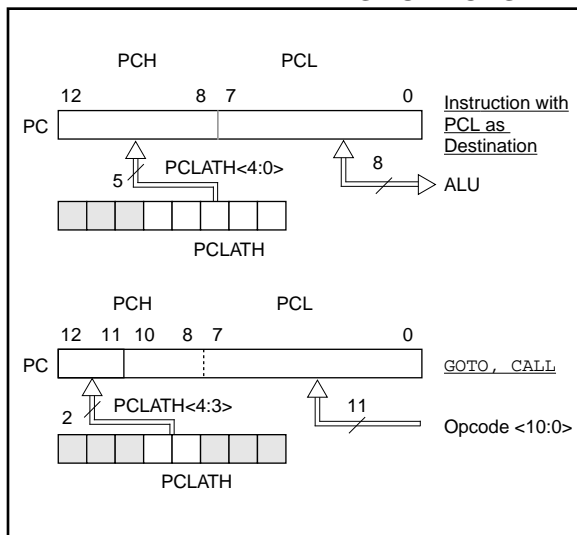 PCH PCL
12 8 7 0
Instruction with
PCL as
Destination
PC
5 PCLATH<4:0> 8
ALU
PCLATH
PCH PCL
12 11 10 8 7 0
PC GOTO, CALL
2 PCLATH<4:3> 11
Opcode <10:0>
PCLATH